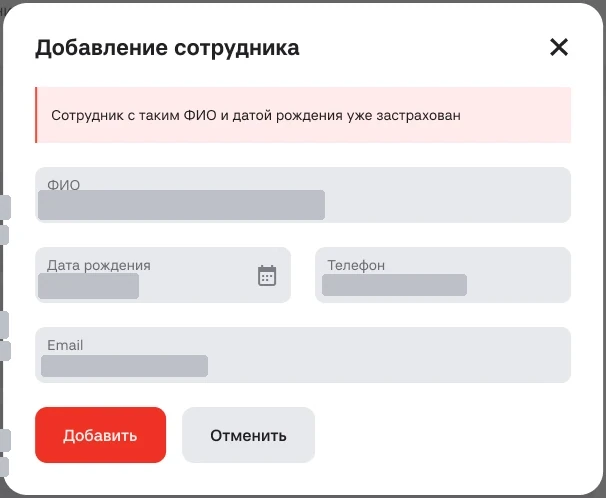 Добавление сотрудника
Сотрудник с таким ФИО и датой рождения уже застрахован
ФИО
Дата рождения
Телефон
Email
Добавить
Отменить